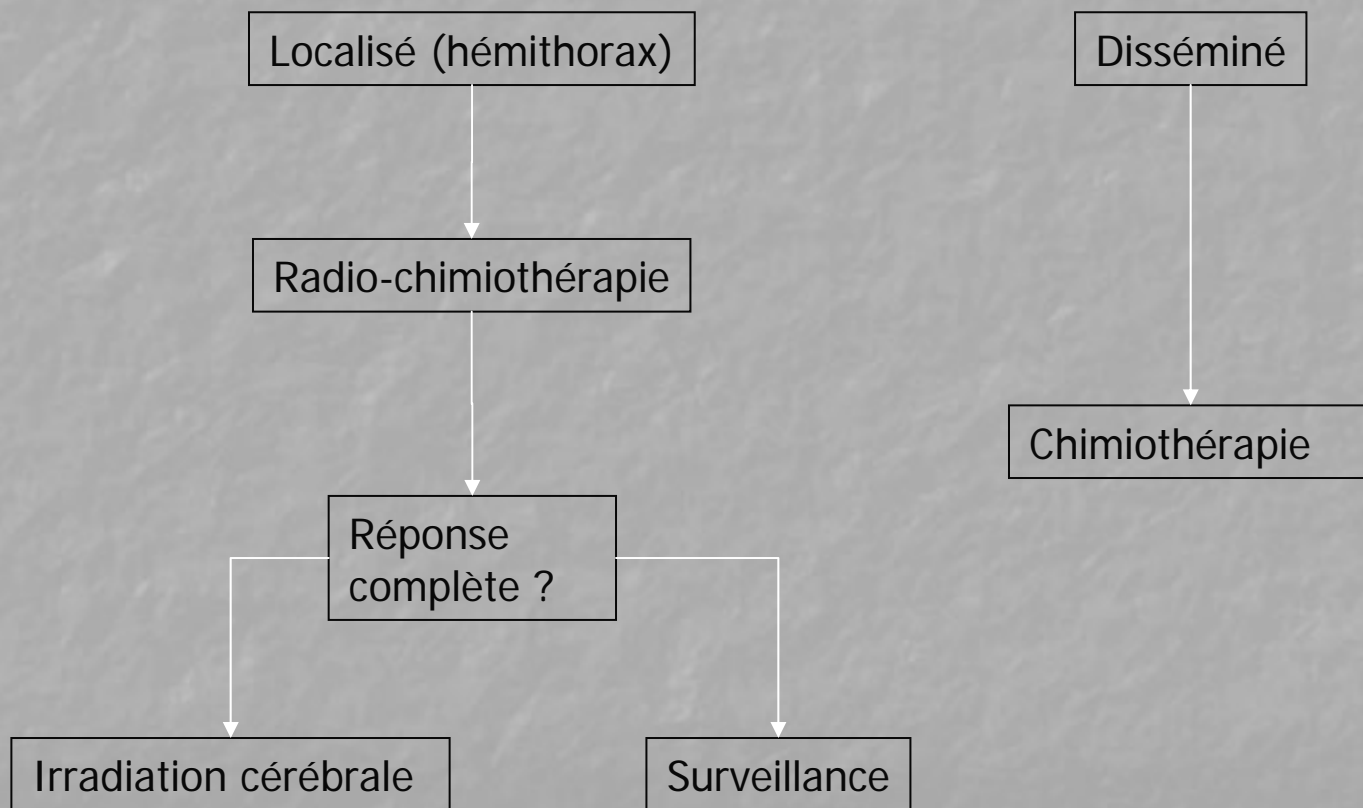 Localisé (hémithorax)
Disséminé
Radio-chimiothérapie
Chimiothérapie
Réponse
complète ?
Irradiation cérébrale
Surveillance